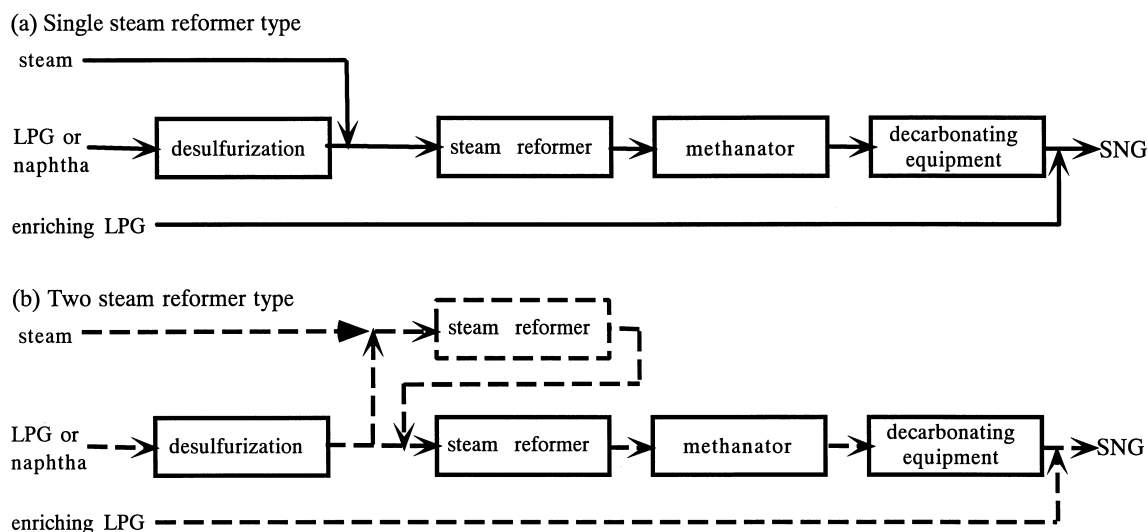 (a) Single steam reformer type
steam
LPG or
naphtha
desulfurization
steam reformer
methanator
decarbonating
equipment
SNG
enriching LPG
(b) Two steam reformer type
steam
steam reformer
LPG or
naphtha
desulfurization
steam reformer
methanator
decarbonating
equipment
SNG
enriching LPG